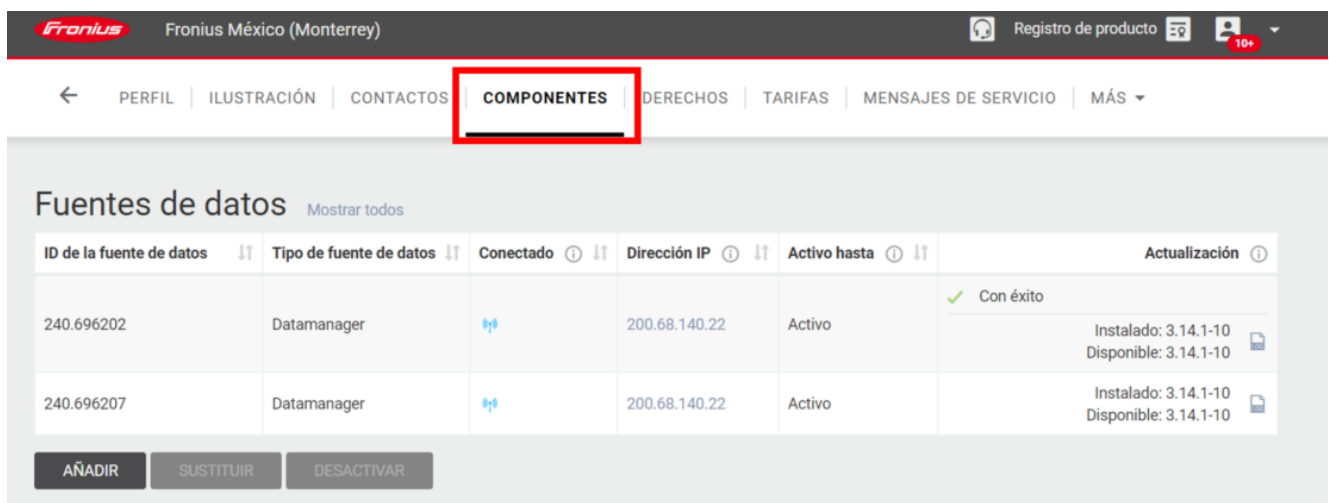 Fronius Fronius México (Monterrey) Registro de producto 10+
PERFIL ILUSTRACIÓN CONTACTOS COMPONENTES DERECHOS TARIFAS MENSAJES DE SERVICIO MÁS
Fuentes de datos Mostrar todos
ID de la fuente de datos Tipo de fuente de datos Conectado Dirección IP Activo hasta Actualización
Con éxito
240.696202 Datamanager 200.68.140.22 Activo
Instalado: 3.14.1-10
Disponible: 3.14.1-10
240.696207 Datamanager 200.68.140.22 Activo
Instalado: 3.14.1-10
Disponible: 3.14.1-10
AÑADIR SUSTITUIR DESACTIVAR